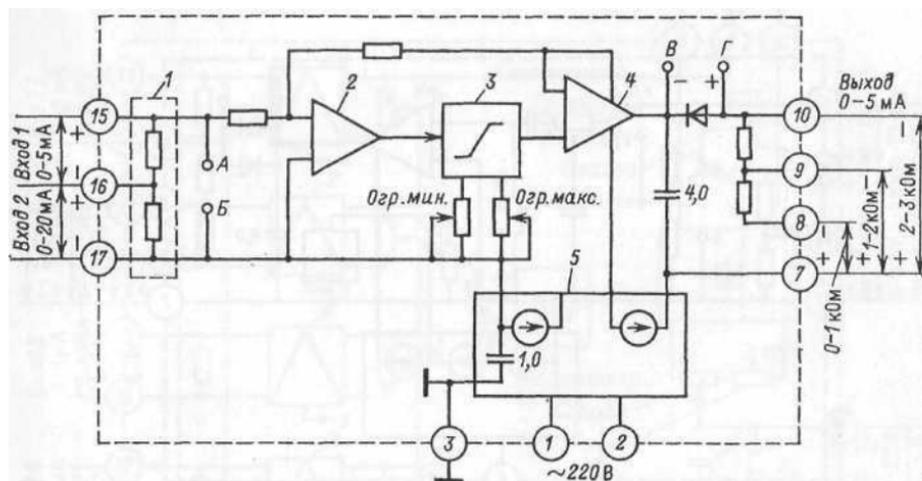 1
2
3
4
В
Г
Выход
0-5 мА
15
10
Вход 1
0-5 мА
+
-
А
-
+
16
9
Вход 2
0-20 мА
+
-
Б
Огр. мин.
Огр. макс.
4,0
8
17
5
7
1,0
0-1 кОм
1-2 кОм
2-3 кОм
-
+
-
+
-
+
3
1
2
~220 В